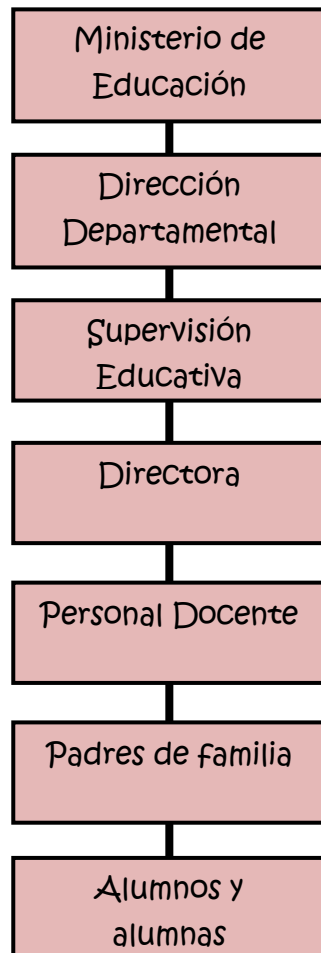 Ministerio de
Educación
Dirección
Departamental
Supervisión
Educativa
Directora
Personal Docente
Padres de familia
Alumnos y
alumnas